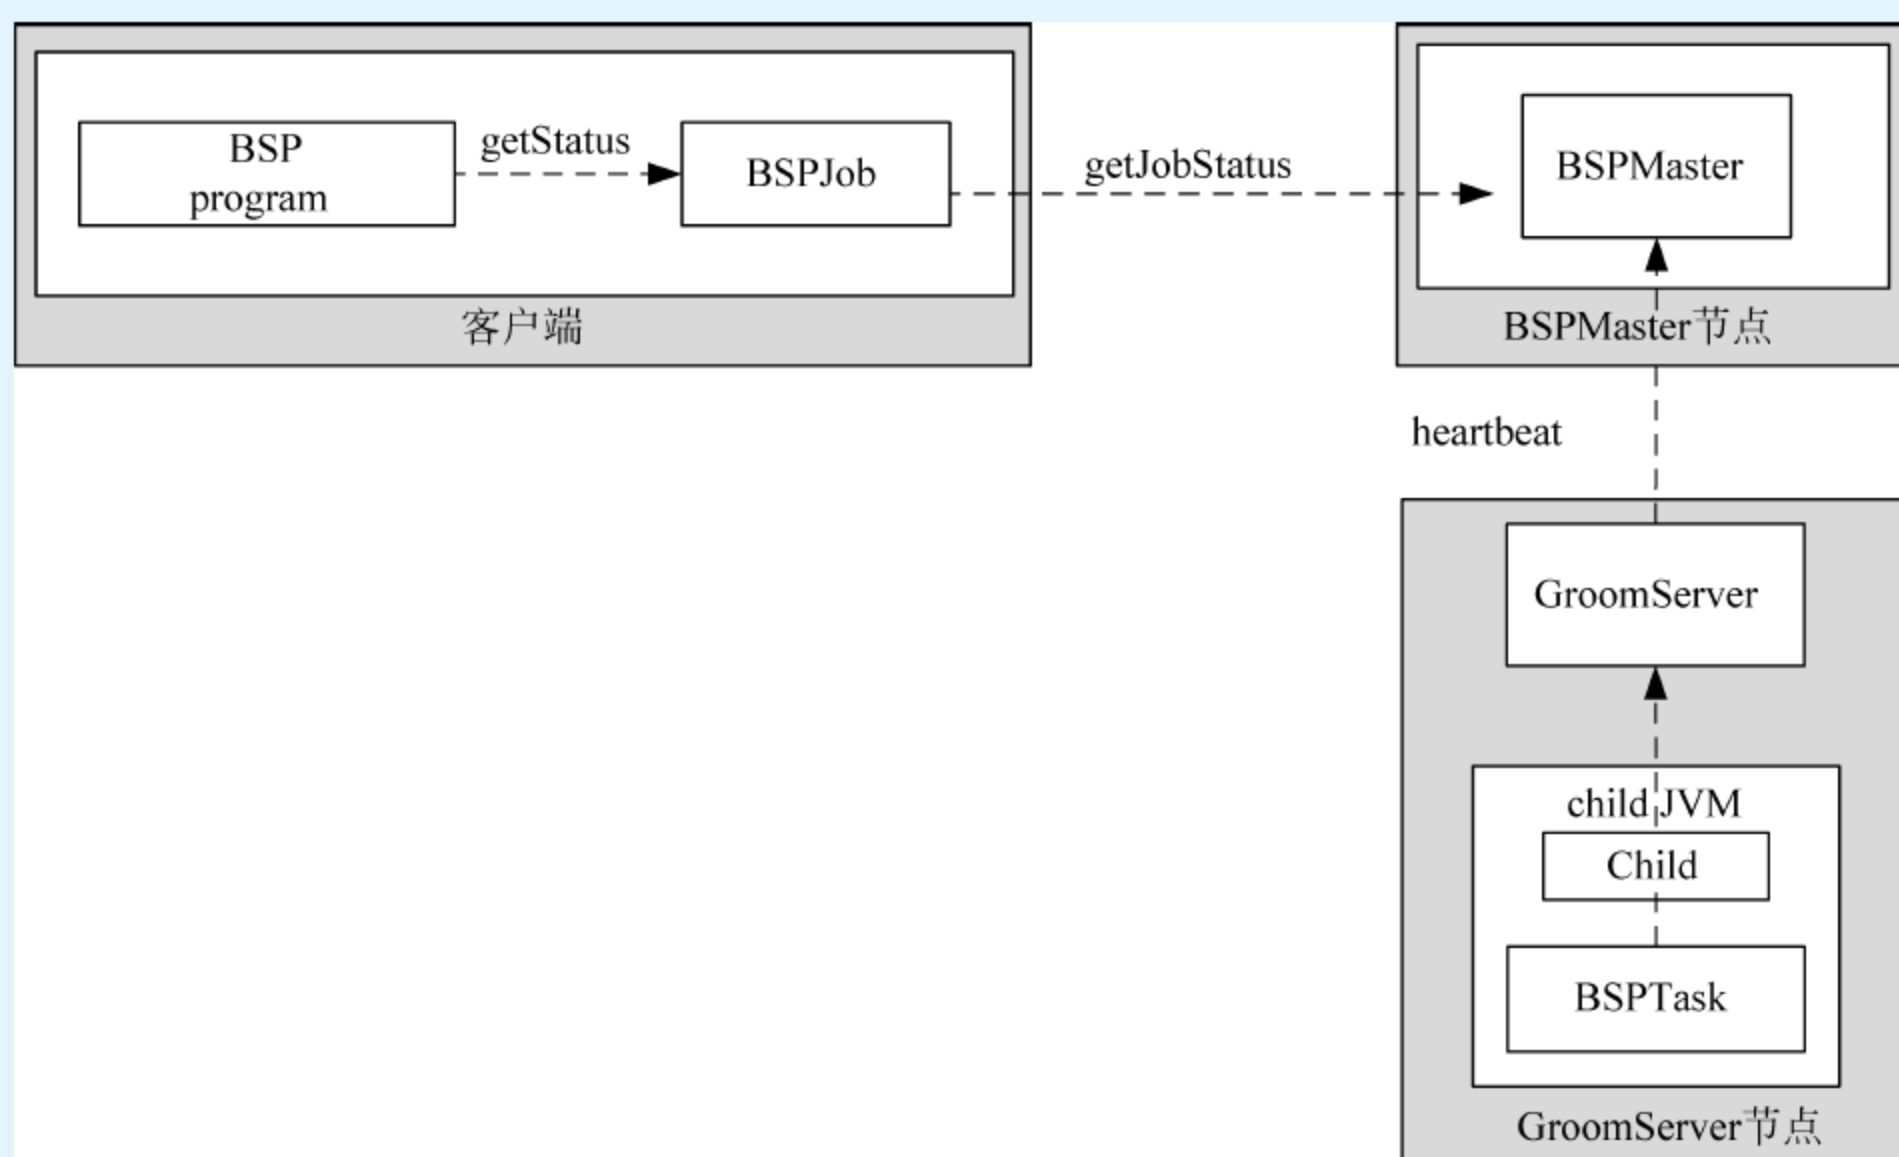 BSP
program
getStatus
BSPJob
客户端
getJobStatus
BSPMaster
BSPMaster节点
heartbeat
GroomServer
child JVM
Child
BSPTask
GroomServer节点